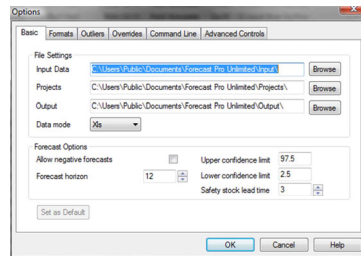 Options
Basic Formats Outliers Overrides Command Line Advanced Controls
File Settings
Input Data C:\Users\Public\Documents\Forecast Pro Unlimited\Input\ Browse
Projects C:\Users\Public\Documents\Forecast Pro Unlimited\Projects\ Browse
Output C:\Users\Public\Documents\Forecast Pro Unlimited\Output\ Browse
Data mode Xls
Forecast Options
Allow negative forecasts Upper confidence limit 97.5
Forecast horizon 12 Lower confidence limit 2.5
Safety stock lead time 3
Set as Default
OK Cancel Help